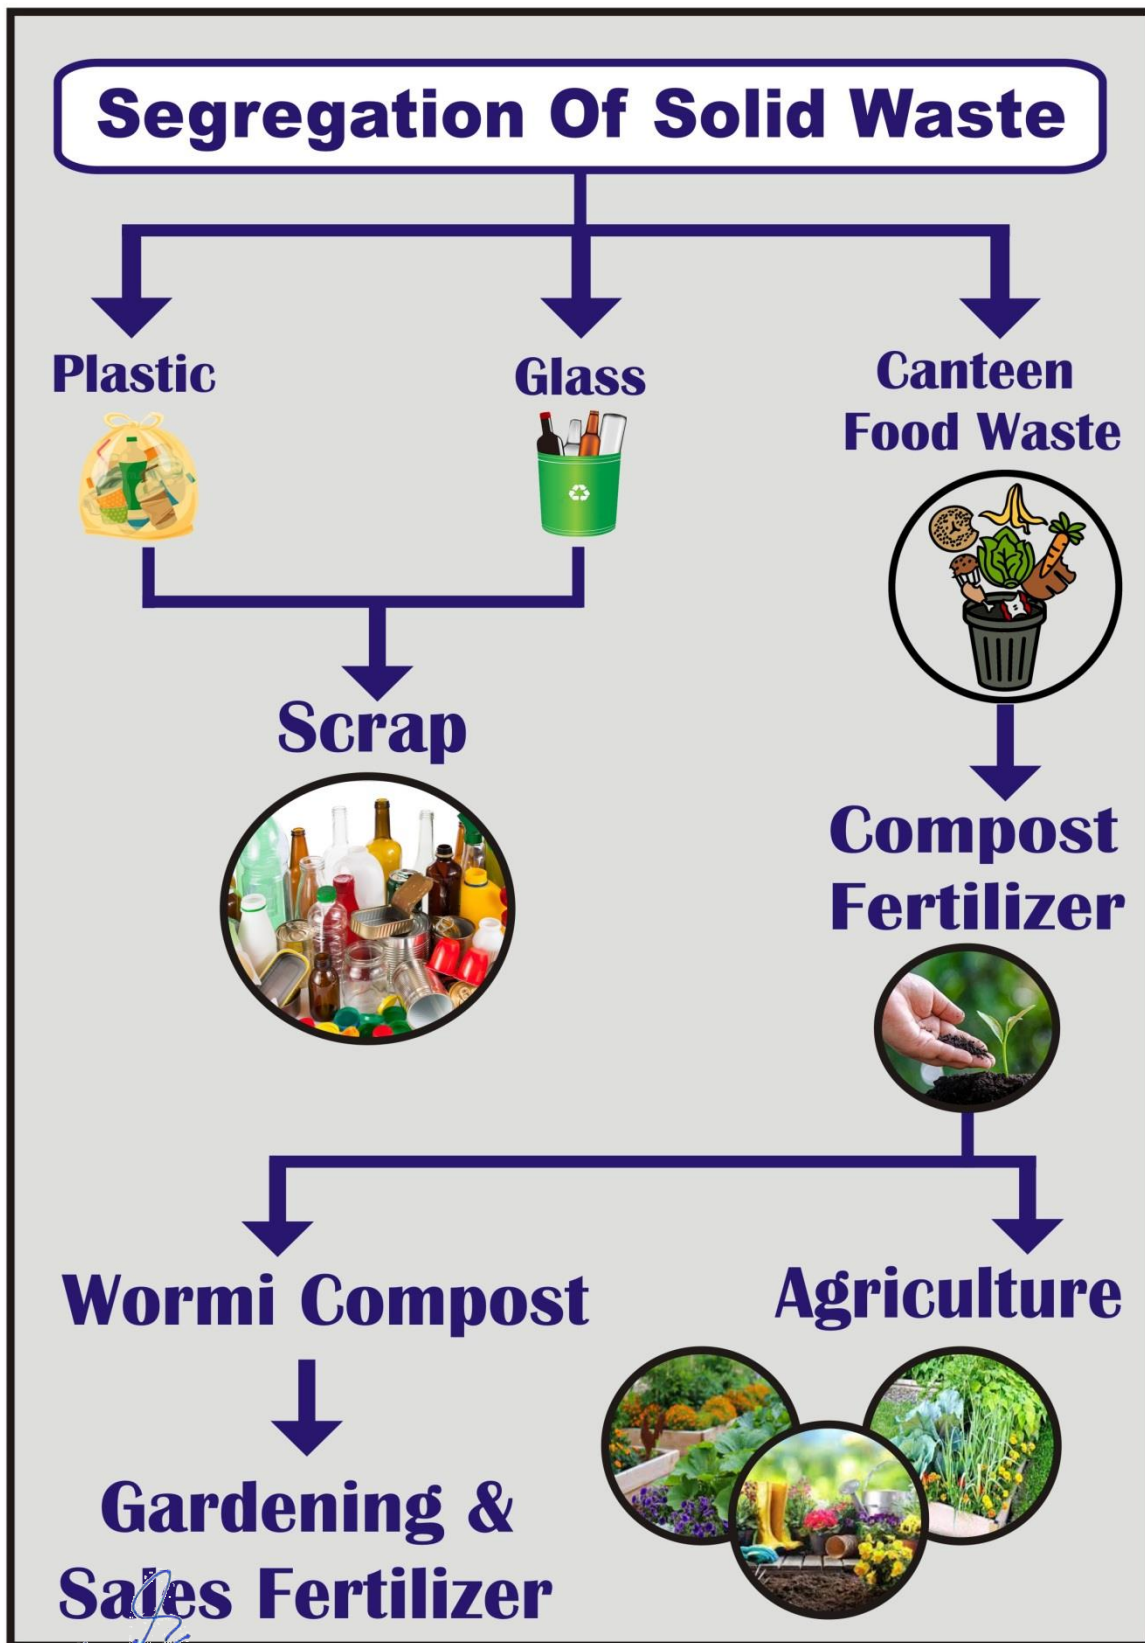 Segregation Of Solid Waste
Plastic
Glass
Canteen
Food Waste
Scrap
Compost
Fertilizer
Wormi Compost
Agriculture
Gardening &
Sales Fertilizer